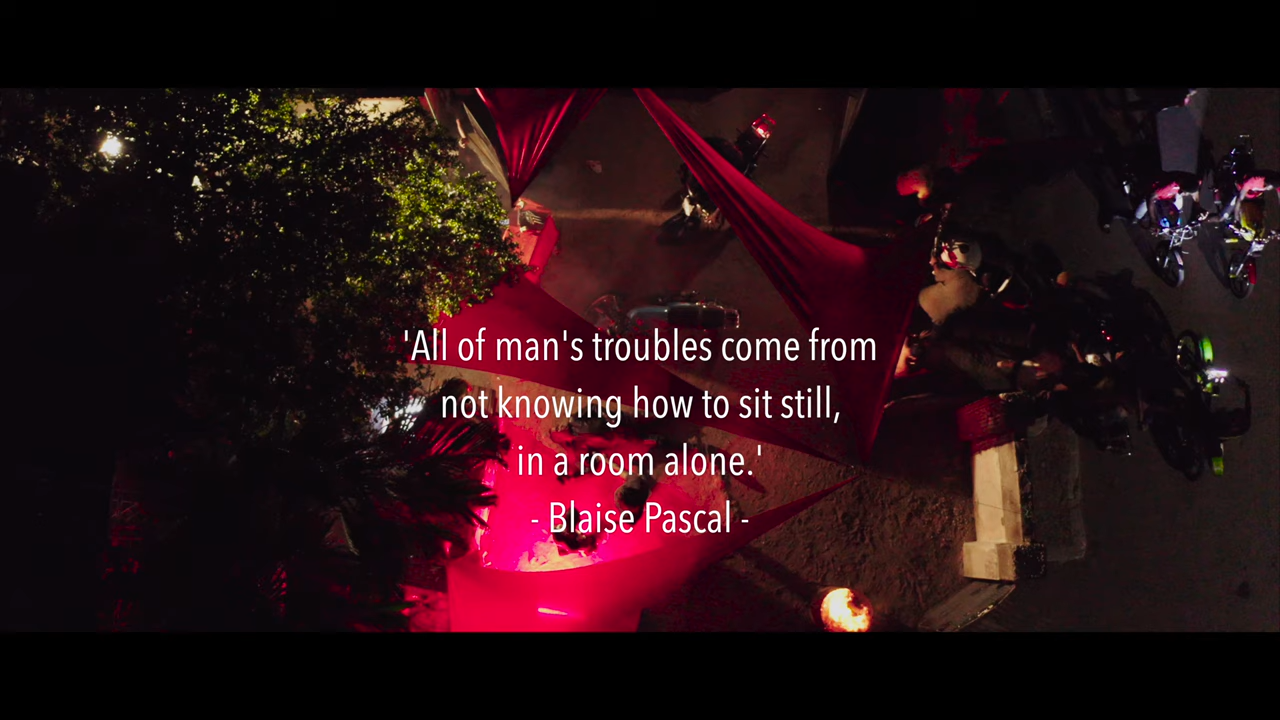 'All of man's troubles come from
not knowing how to sit still,
in a room alone.'
- Blaise Pascal -